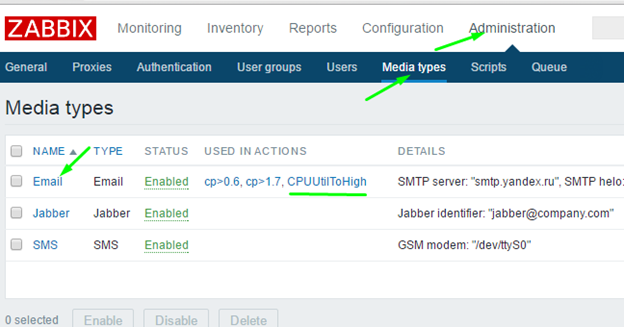 ZABBIX Monitoring Inventory Reports Configuration Administration
General Proxies Authentication User groups Users Media types Scripts Queue
Media types
NAME TYPE STATUS USED IN ACTIONS DETAILS
Email Email Enabled cp>0.6, cp>1.7, CPUUtilToHigh SMTP server: "smtp.yandex.ru", SMTP helo:
Jabber Jabber Enabled Jabber identifier: "jabber@company.com"
SMS SMS Enabled GSM modem: "/dev/ttyS0"
0 selected Enable Disable Delete